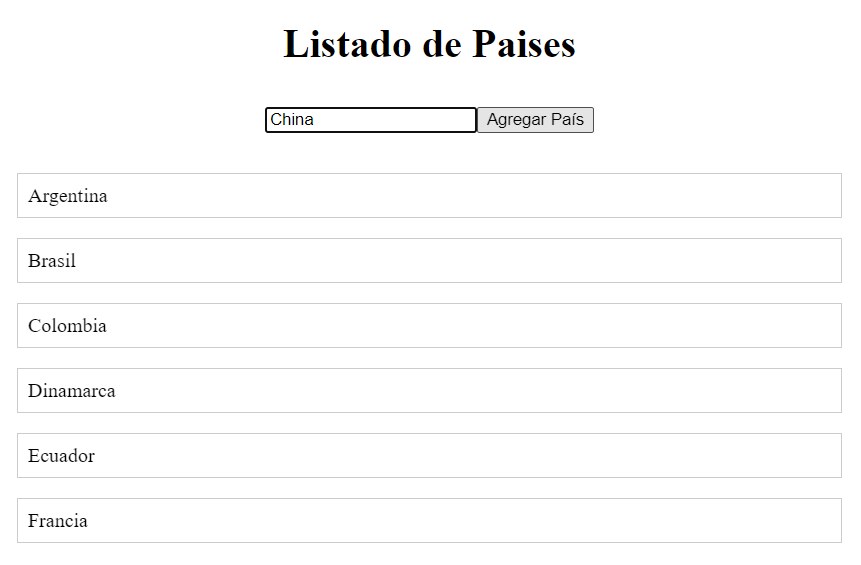 Listado de Paises
China Agregar País
Argentina
Brasil
Colombia
Dinamarca
Ecuador
Francia